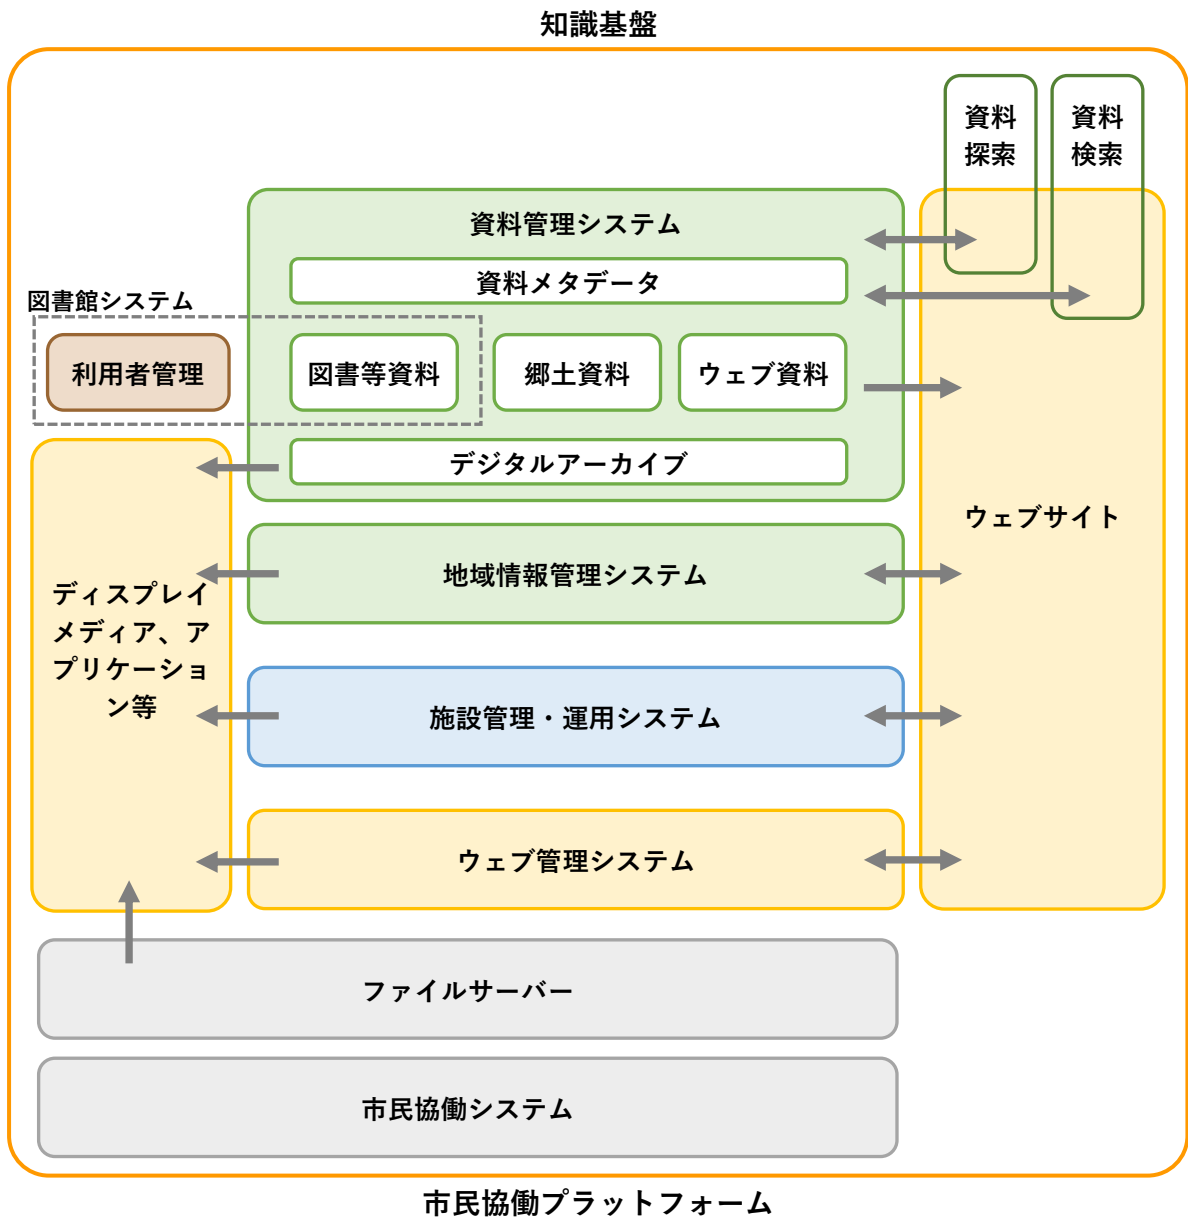 知識基盤
資料
探索
資料
検索
資料管理システム
資料メタデータ
図書館システム
利用者管理
図書等資料
郷土資料
ウェブ資料
デジタルアーカイブ
ウェブサイト
地域情報管理システム
ディスプレイ
メディア、ア
プリケーショ
ン等
施設管理・運用システム
ウェブ管理システム
ファイルサーバー
市民協働システム
市民協働プラットフォーム